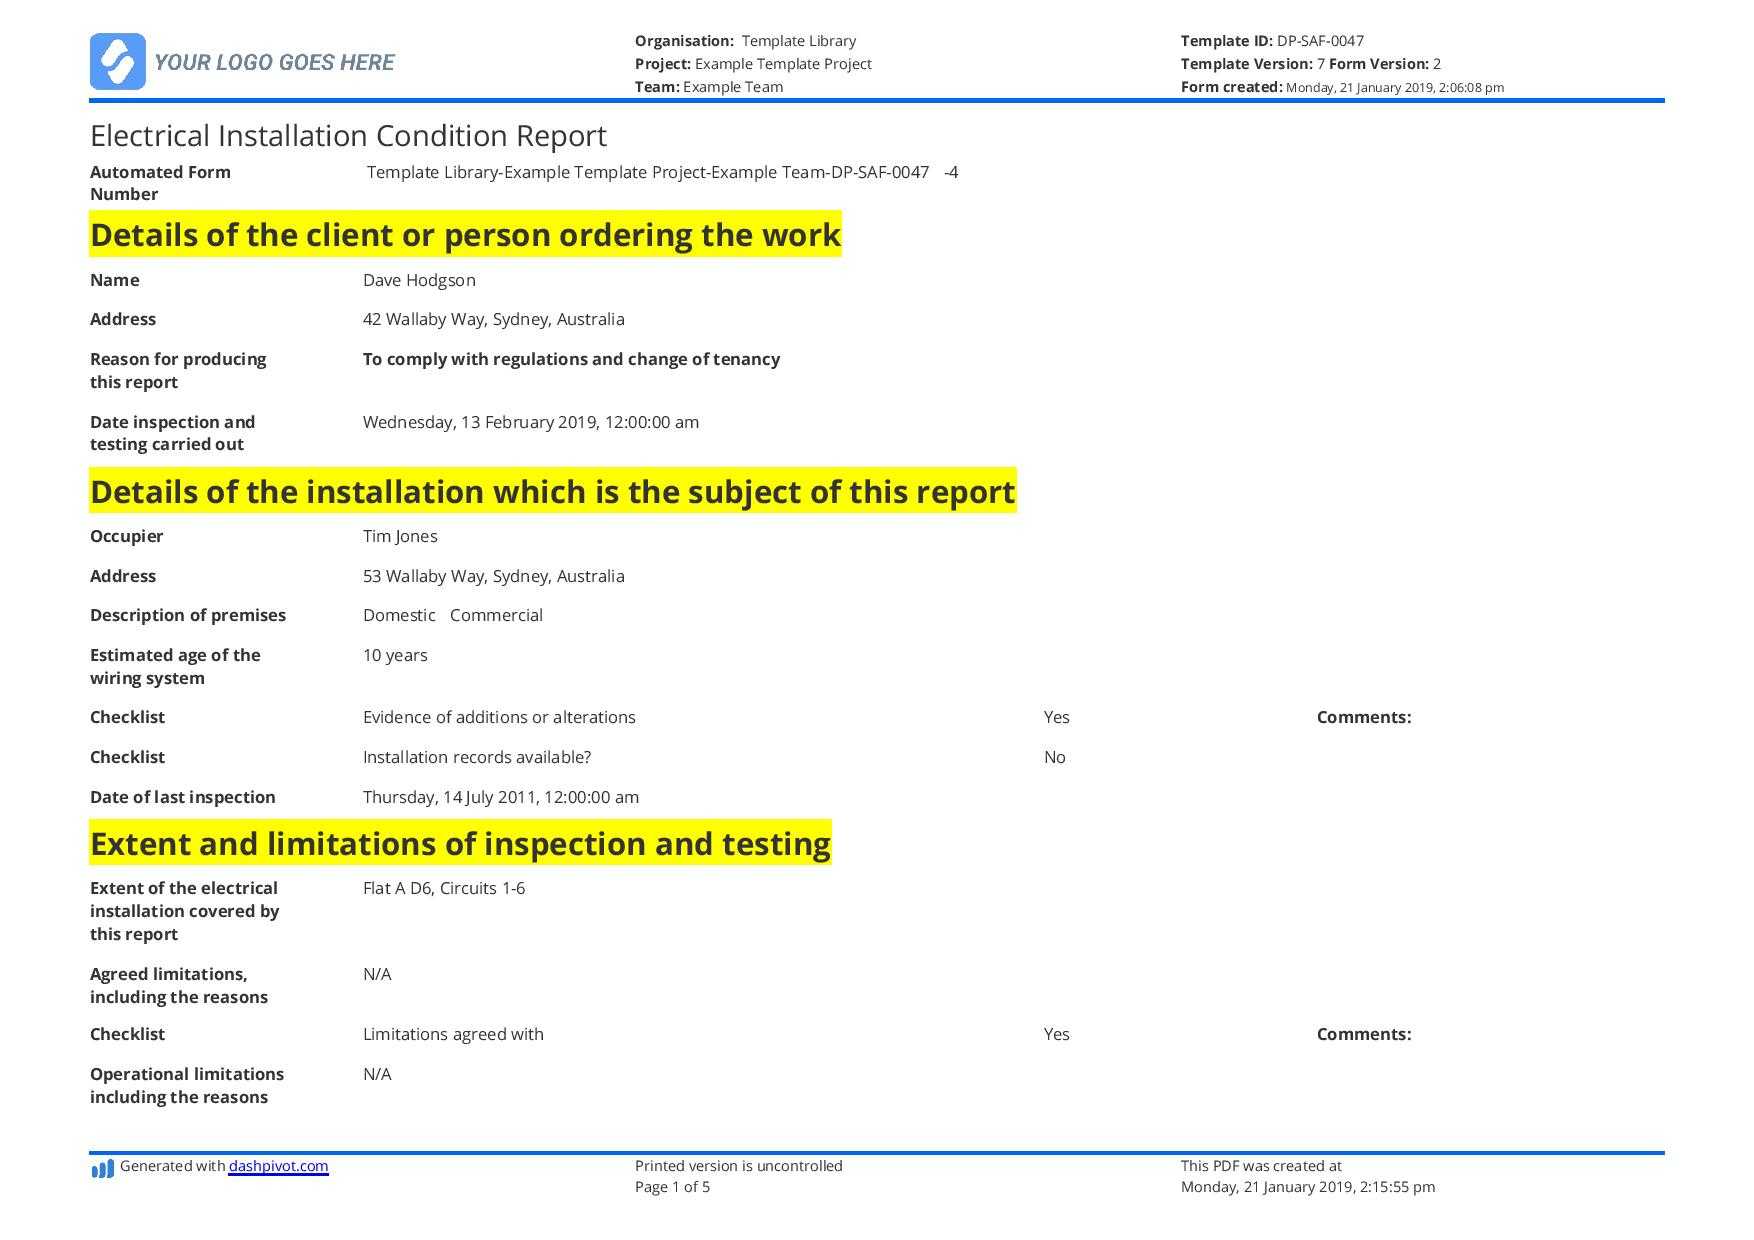 YOUR LOGO GOES HERE
Organisation: Template Library
Project: Example Template Project
Team: Example Team
Template ID: DP-SAF-0047
Template Version: 7 Form Version: 2
Form created: Monday, 21 January 2019, 2:06:08 pm
Electrical Installation Condition Report
Automated Form Template Library-Example Template Project-Example Team-DP-SAF-0047 -4
Number
Details of the client or person ordering the work
Name Dave Hodgson
Address 42 Wallaby Way, Sydney, Australia
Reason for producing To comply with regulations and change of tenancy
this report
Date inspection and Wednesday, 13 February 2019, 12:00:00 am
testing carried out
Details of the installation which is the subject of this report
Occupier Tim Jones
Address 53 Wallaby Way, Sydney, Australia
Description of premises Domestic Commercial
Estimated age of the 10 years
wiring system
Checklist Evidence of additions or alterations Yes Comments:
Checklist Installation records available? No
Date of last inspection Thursday, 14 July 2011, 12:00:00 am
Extent and limitations of inspection and testing
Extent of the electrical Flat A D6, Circuits 1-6
installation covered by
this report
Agreed limitations, N/A
including the reasons
Checklist Limitations agreed with Yes Comments:
Operational limitations N/A
including the reasons
Generated with dashpivot.com
Printed version is uncontrolled
Page 1 of 5
This PDF was created at
Monday, 21 January 2019, 2:15:55 pm